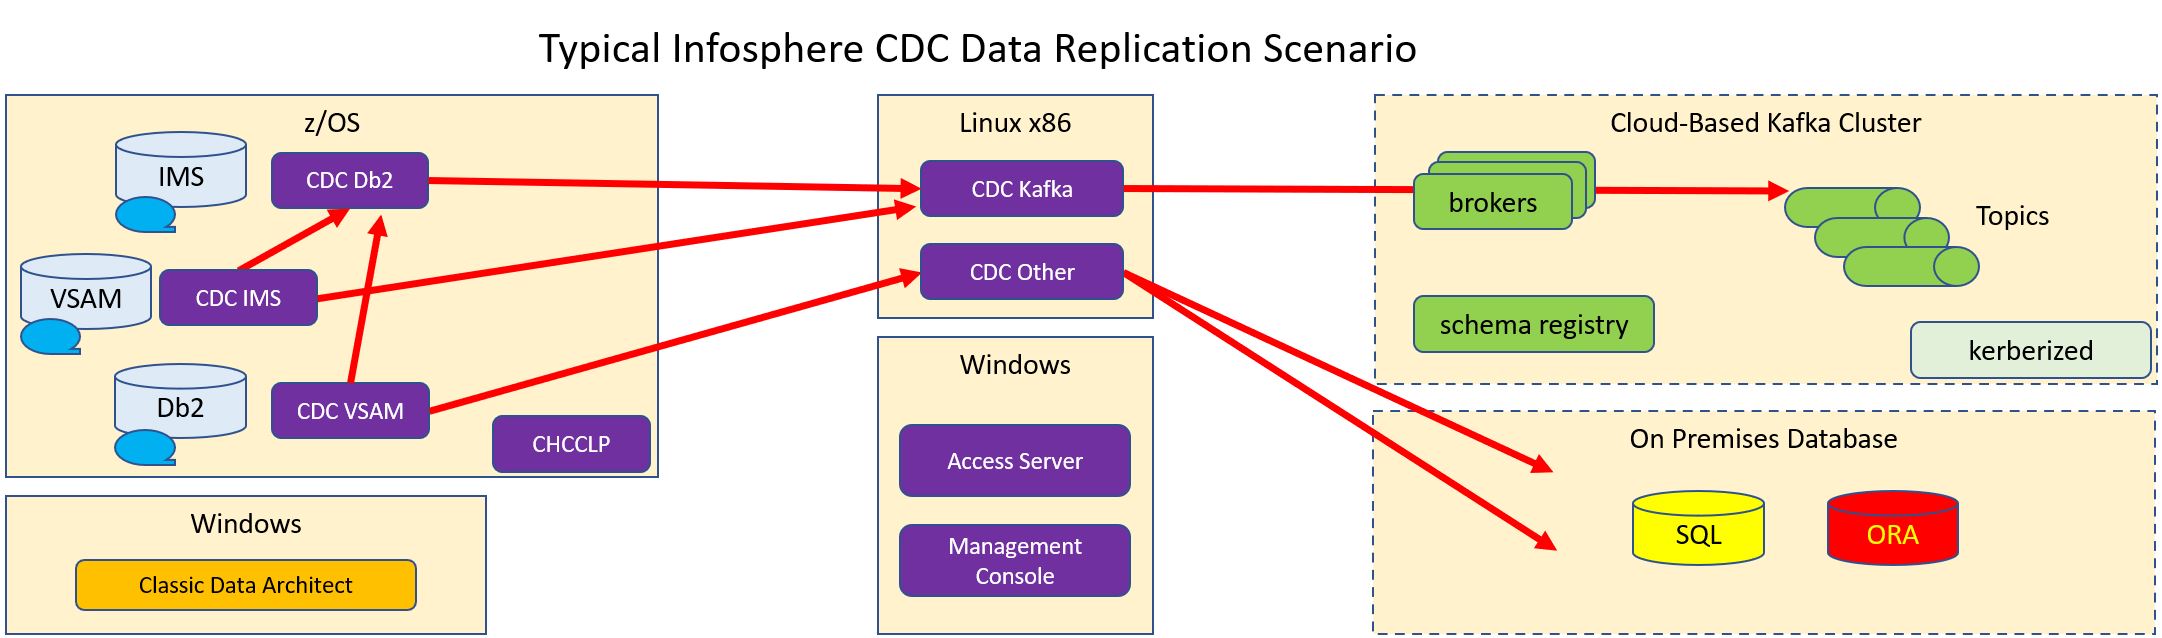 Typical Infosphere CDC Data Replication Scenario
z/OS
IMS
CDC Db2
VSAM
CDC IMS
Db2
CDC VSAM
CHCCLP
Windows
Classic Data Architect
Linux x86
CDC Kafka
CDC Other
Windows
Access Server
Management
Console
Cloud-Based Kafka Cluster
brokers
Topics
schema registry
kerberized
On Premises Database
SQL
ORA